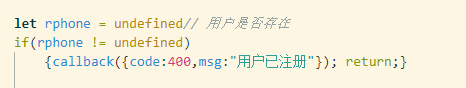 let rphone = undefined// 用户是否存在
if(rphone != undefined)
{callback({code:400,msg:"用户已注册"}); return;}